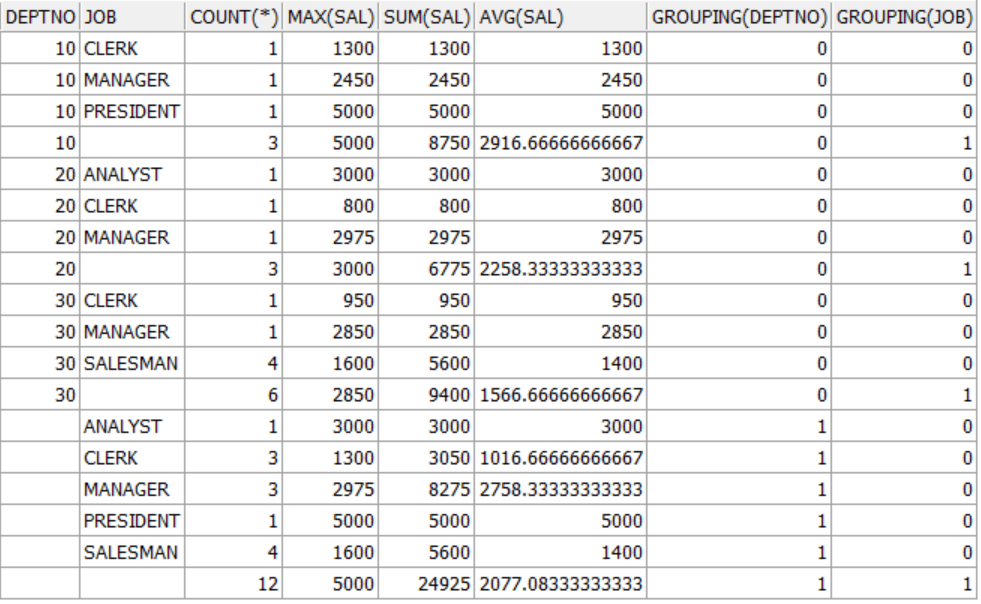 DEPTNO JOB COUNT(*) MAX(SAL) SUM(SAL) AVG(SAL) GROUPING(DEPTNO) GROUPING(JOB)
10 CLERK 1 1300 1300 1300 0 0
10 MANAGER 1 2450 2450 2450 0 0
10 PRESIDENT 1 5000 5000 5000 0 0
10 3 5000 8750 2916.66666666667 0 1
20 ANALYST 1 3000 3000 3000 0 0
20 CLERK 1 800 800 800 0 0
20 MANAGER 1 2975 2975 2975 0 0
20 3 3000 6775 2258.33333333333 0 1
30 CLERK 1 950 950 950 0 0
30 MANAGER 1 2850 2850 2850 0 0
30 SALESMAN 4 1600 5600 1400 0 0
30 6 2850 9400 1566.66666666667 0 1
ANALYST 1 3000 3000 3000 1 0
CLERK 3 1300 3050 1016.66666666667 1 0
MANAGER 3 2975 8275 2758.33333333333 1 0
PRESIDENT 1 5000 5000 5000 1 0
SALESMAN 4 1600 5600 1400 1 0
12 5000 24925 2077.08333333333 1 1